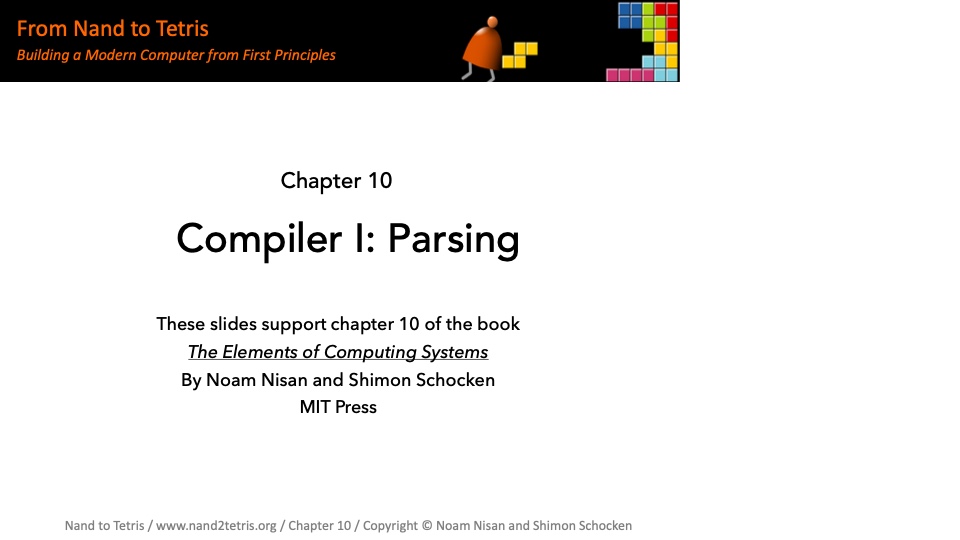 From Nand to Tetris
Building a Modern Computer from First Principles
Chapter 10
Compiler I: Parsing
These slides support chapter 10 of the book
The Elements of Computing Systems
By Noam Nisan and Shimon Schocken
MIT Press
Nand to Tetris / www.nand2tetris.org / Chapter 10 / Copyright © Noam Nisan and Shimon Schocken